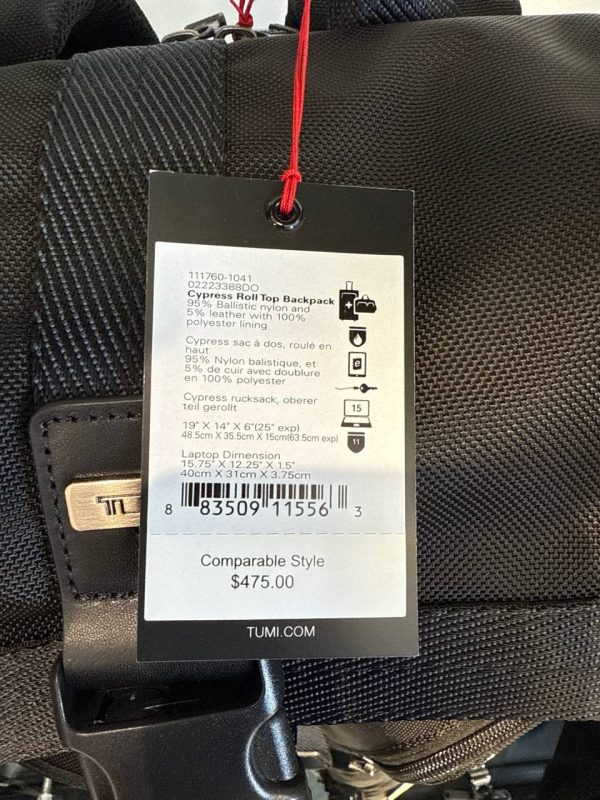 111760-1041
02223388DO
Cypress Roll Top Backpack
95% Ballistic nylon and
5% leather with 100%
polyester lining
Cypress sac à dos, roulé en
haut
95% Nylon balistique, et
5% de cuir avec doublure
en 100% polyester
Cypress rucksack, oberer
teil gerollt
19" X 14" X 6"(25" exp)
48.5cm X 35.5cm X 15cm(63.5cm exp)
Laptop Dimension
15.75" X 12.25" X 1.5"
40cm X 31cm X 3.75cm
e
15
11
8 83509 11556 3
Comparable Style
$475.00
TUMI.COM